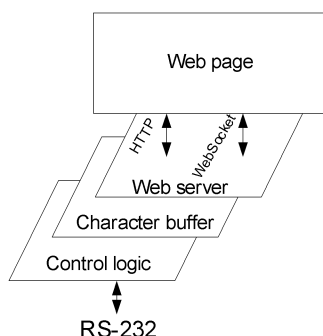 Web page
HTTP
WebSocket
Web server
Character buffer
Control logic
RS-232